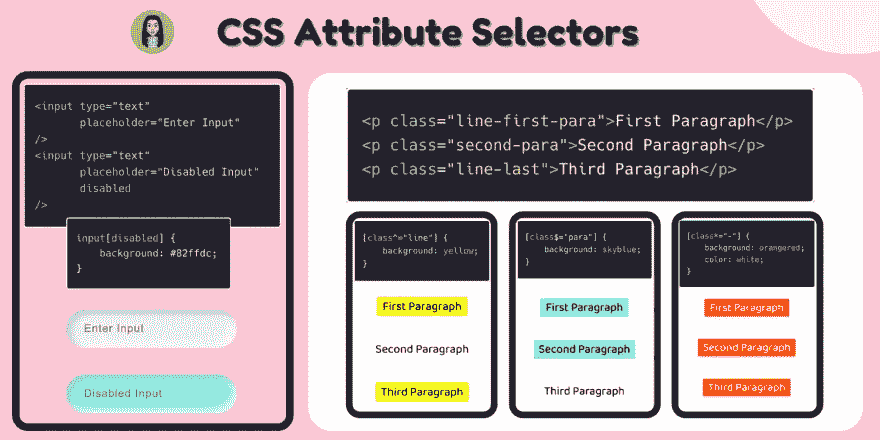 CSS Attribute Selectors
<input type="text"
placeholder="Enter Input"
/>
<input type="text"
placeholder="Disabled Input"
disabled
/>
input[disabled] {
background: #82ffdc;
}
Enter Input
Disabled Input
<p class="line-first-para">First Paragraph</p>
<p class="second-para">Second Paragraph</p>
<p class="line-last">Third Paragraph</p>
[class^="line"] {
background: yellow;
}
First Paragraph
Second Paragraph
Third Paragraph
[class$="para"] {
background: skyblue;
}
First Paragraph
Second Paragraph
Third Paragraph
[class*="-"] {
background: orangered;
color: white;
}
First Paragraph
Second Paragraph
Third Paragraph